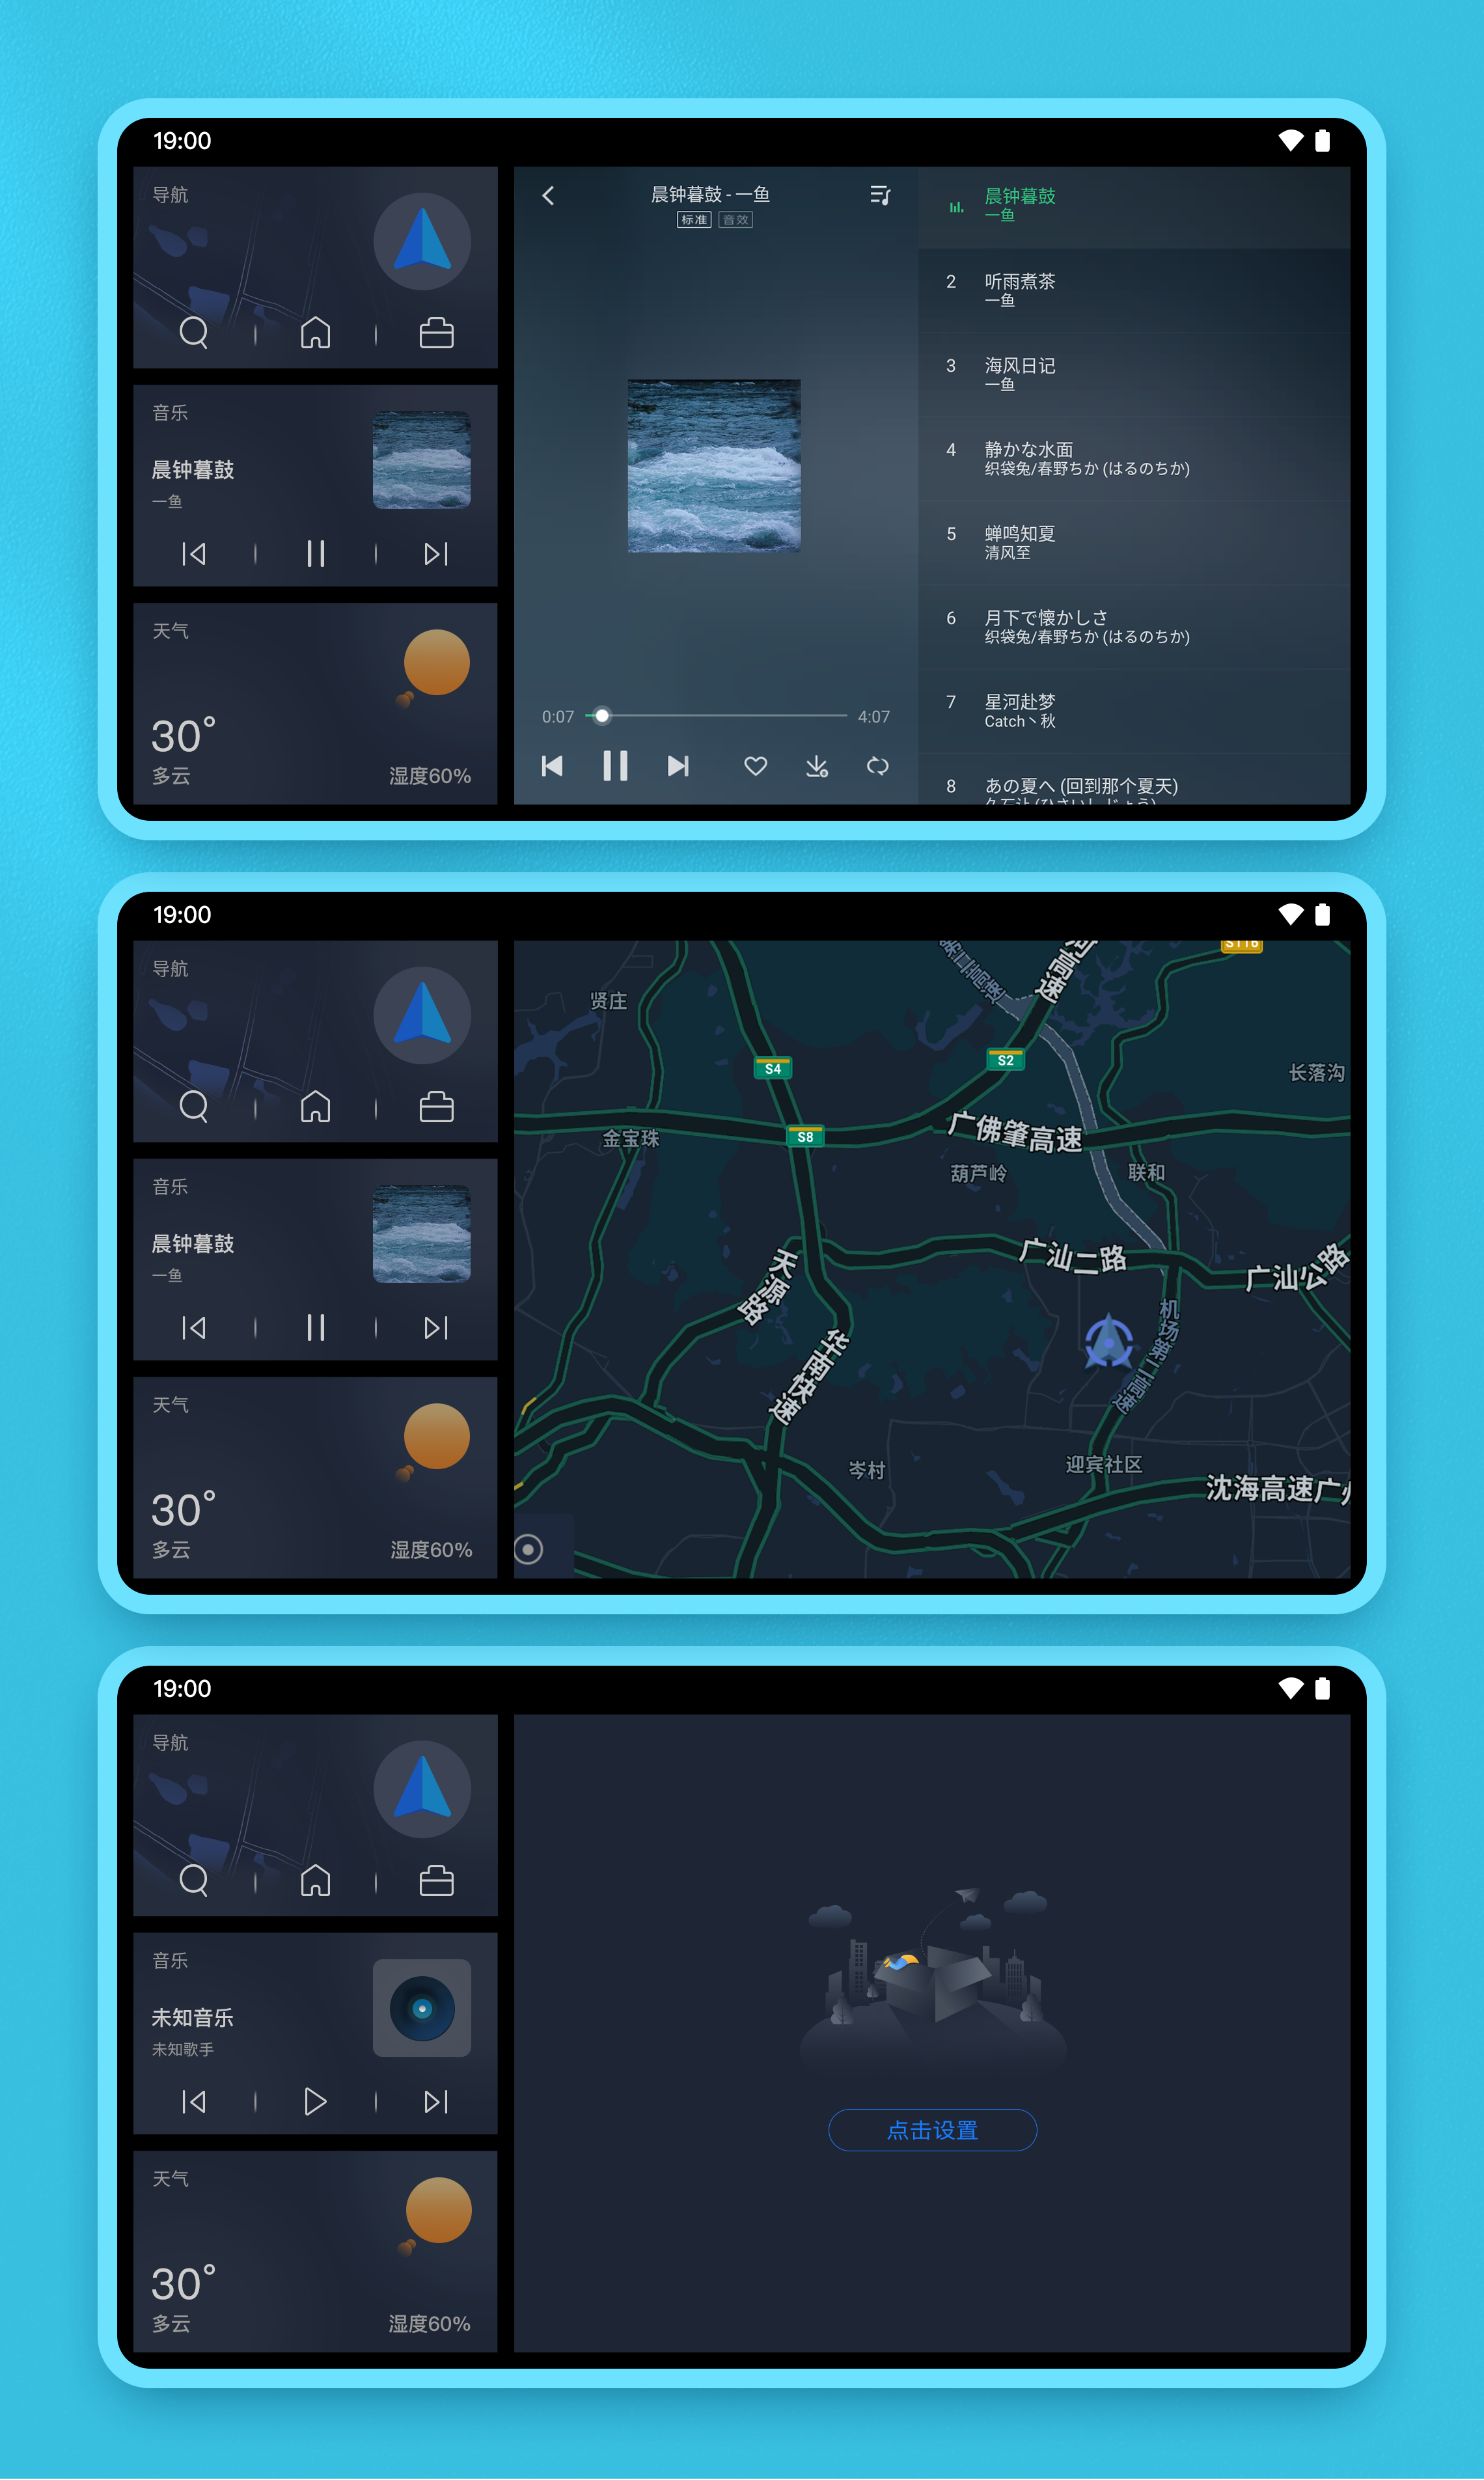 19:00
导航
音乐
晨钟暮鼓
一鱼
天气
30°
多云
湿度60%
晨钟暮鼓 - 一鱼
标准 音效
0:07
4:07
晨钟暮鼓
一鱼
2 听雨煮茶
一鱼
3 海风日记
一鱼
4 静かな水面
织袋兔/春野ちか (はるのちか)
5 蝉鸣知夏
清风至
6 月下で懐かしさ
织袋兔/春野ちか (はるのちか)
7 星河赴梦
Catch丶秋
8 あの夏へ (回到那个夏天)
19:00
导航
音乐
晨钟暮鼓
一鱼
天气
30°
多云
湿度60%
S116
高速
贤庄
S4
S2
长落沟
金宝珠
S8
广佛肇高速
葫芦岭
联和
天源路
广汕二路
广汕公路
华南快速
机场第二高速
岑村
迎宾社区
沈海高速广
19:00
导航
音乐
未知音乐
未知歌手
天气
30°
多云
湿度60%
点击设置